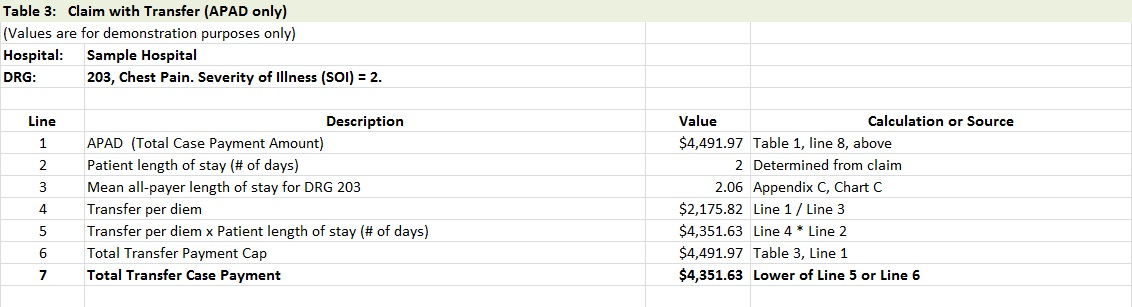 Table 3: Claim with Transfer (APAD only)
(Values are for demonstration purposes only)
Hospital: Sample Hospital
DRG: 203, Chest Pain. Severity of Illness (SOI) = 2.
Line Description Value Calculation or Source
1 APAD (Total Case Payment Amount) $4,491.97 Table 1, line 8, above
2 Patient length of stay (# of days) 2 Determined from claim
3 Mean all-payer length of stay for DRG 203 2.06 Appendix C, Chart C
4 Transfer per diem $2,175.82 Line 1 / Line 3
5 Transfer per diem x Patient length of stay (# of days) $4,351.63 Line 4 * Line 2
6 Total Transfer Payment Cap $4,491.97 Table 3, Line 1
7 Total Transfer Case Payment $4,351.63 Lower of Line 5 or Line 6